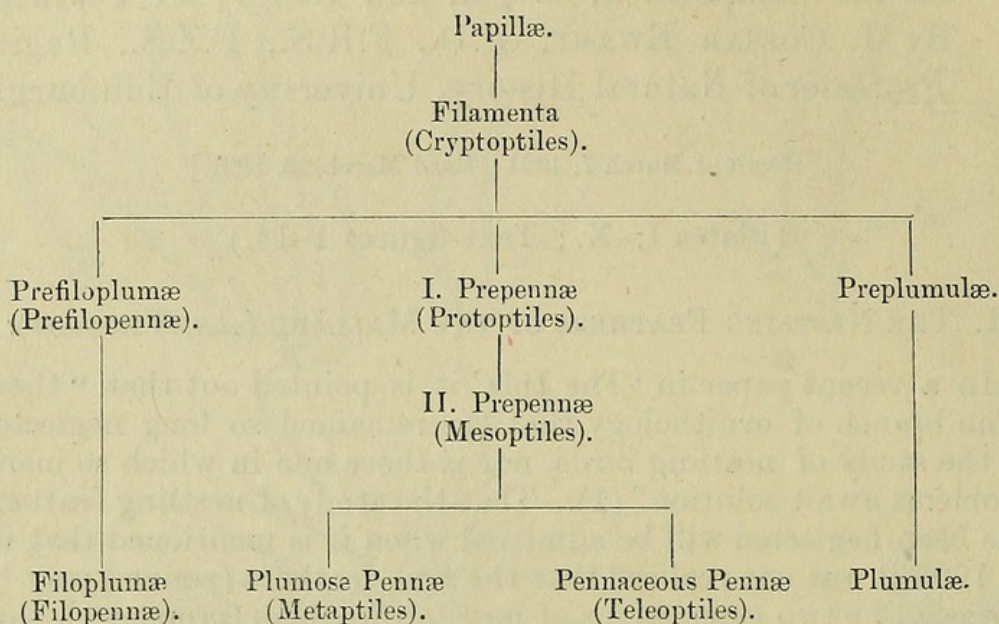 Papillæ.
Filamenta
(Cryptoptiles).
Prefiloplumæ
(Prefilopennæ).
I. Prepennæ
(Protoptiles).
Preplumulæ.
II. Prepennæ
(Mesoptiles).
Filoplumæ
(Filopennæ).
Plumose Pennæ
(Metaptiles).
Pennaceous Pennæ
(Teleoptiles).
Plumulæ.